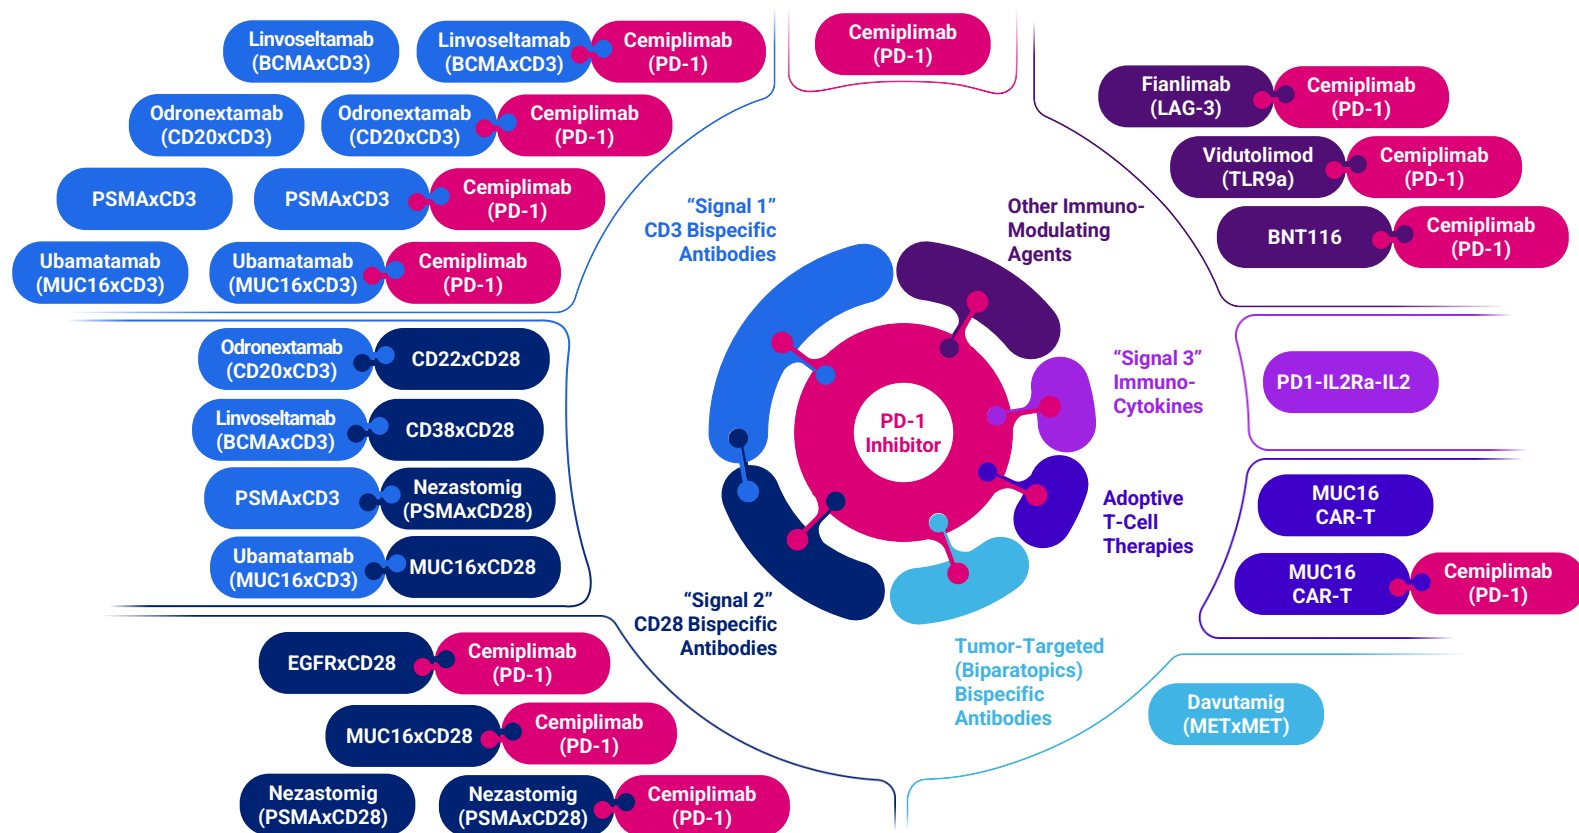 Linvoseltamab
(BCMAxCD3)
Linvoseltamab
(BCMAxCD3)
Cemiplimab
(PD-1)
Odronextamab
(CD20xCD3)
Odronextamab
(CD20xCD3)
Cemiplimab
(PD-1)
PSMAxCD3
PSMAxCD3
Cemiplimab
(PD-1)
Ubamatamab
(MUC16xCD3)
Ubamatamab
(MUC16xCD3)
Cemiplimab
(PD-1)
Cemiplimab
(PD-1)
Fianlimab
(LAG-3)
Cemiplimab
(PD-1)
Vidutolimod
(TLR9a)
Cemiplimab
(PD-1)
BNT116
Cemiplimab
(PD-1)
“Signal 1”
CD3 Bispecific
Antibodies
Other Immuno-
Modulating
Agents
Odronextamab
(CD20xCD3)
CD22xCD28
Linvoseltamab
(BCMAxCD3)
CD38xCD28
PSMAxCD3
Nezastomig
(PSMAxCD28)
Ubamatamab
(MUC16xCD3)
MUC16xCD28
PD-1
Inhibitor
“Signal 3”
Immuno-
Cytokines
PD1-IL2Ra-IL2
Adoptive
T-Cell
Therapies
MUC16
CAR-T
MUC16
CAR-T
Cemiplimab
(PD-1)
“Signal 2”
CD28 Bispecific
Antibodies
Tumor-Targeted
(Biparatopics)
Bispecific
Antibodies
Davutamig
(METxMET)
EGFRxCD28
Cemiplimab
(PD-1)
MUC16xCD28
Cemiplimab
(PD-1)
Nezastomig
(PSMAxCD28)
Nezastomig
(PSMAxCD28)
Cemiplimab
(PD-1)